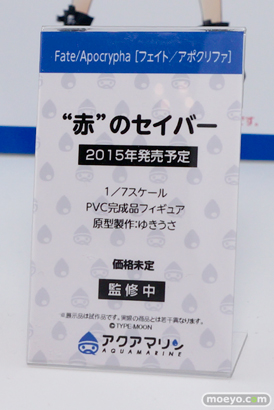 Fate/Apocrypha [フェイト／アポクリファ]
“赤”のセイバー
2015年発売予定
1／7スケール
PVC完成品フィギュア
原型製作:ゆきうさ
価格未定
監修中
※展示品は試作品です。実際の商品とは若干異なります。
©TYPE-MOON
アクアマリン
AQUAMARINE
moeyo.com